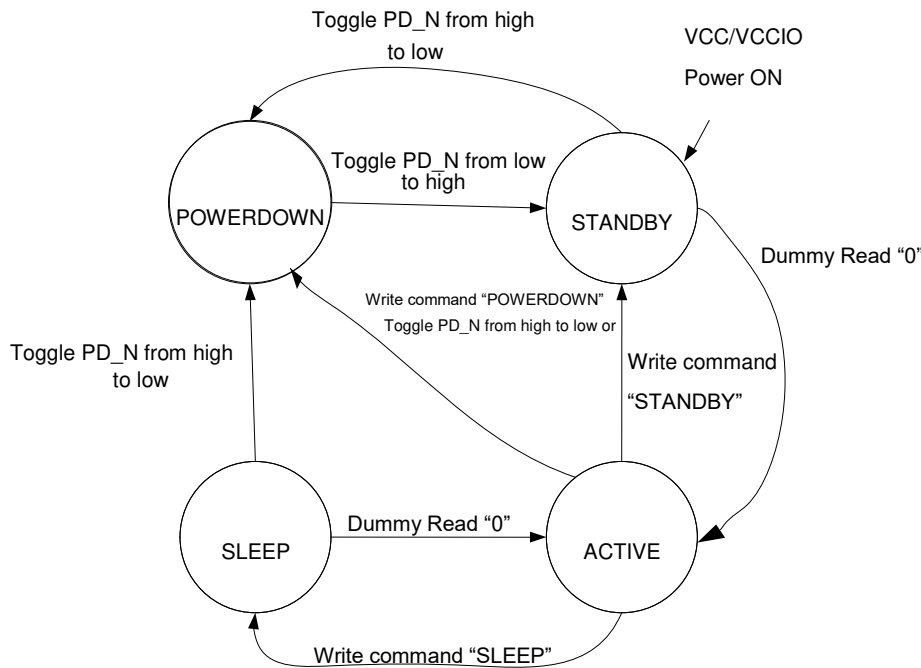 Toggle PD_N from high
to low
VCC/VCCIO
Power ON
Toggle PD_N from low
to high
POWERDOWN
STANDBY
Dummy Read “0”
Write command “POWERDOWN”
Toggle PD_N from high to low or
Toggle PD_N from high
to low
Write command
“STANDBY”
Dummy Read “0”
SLEEP
ACTIVE
Write command “SLEEP”